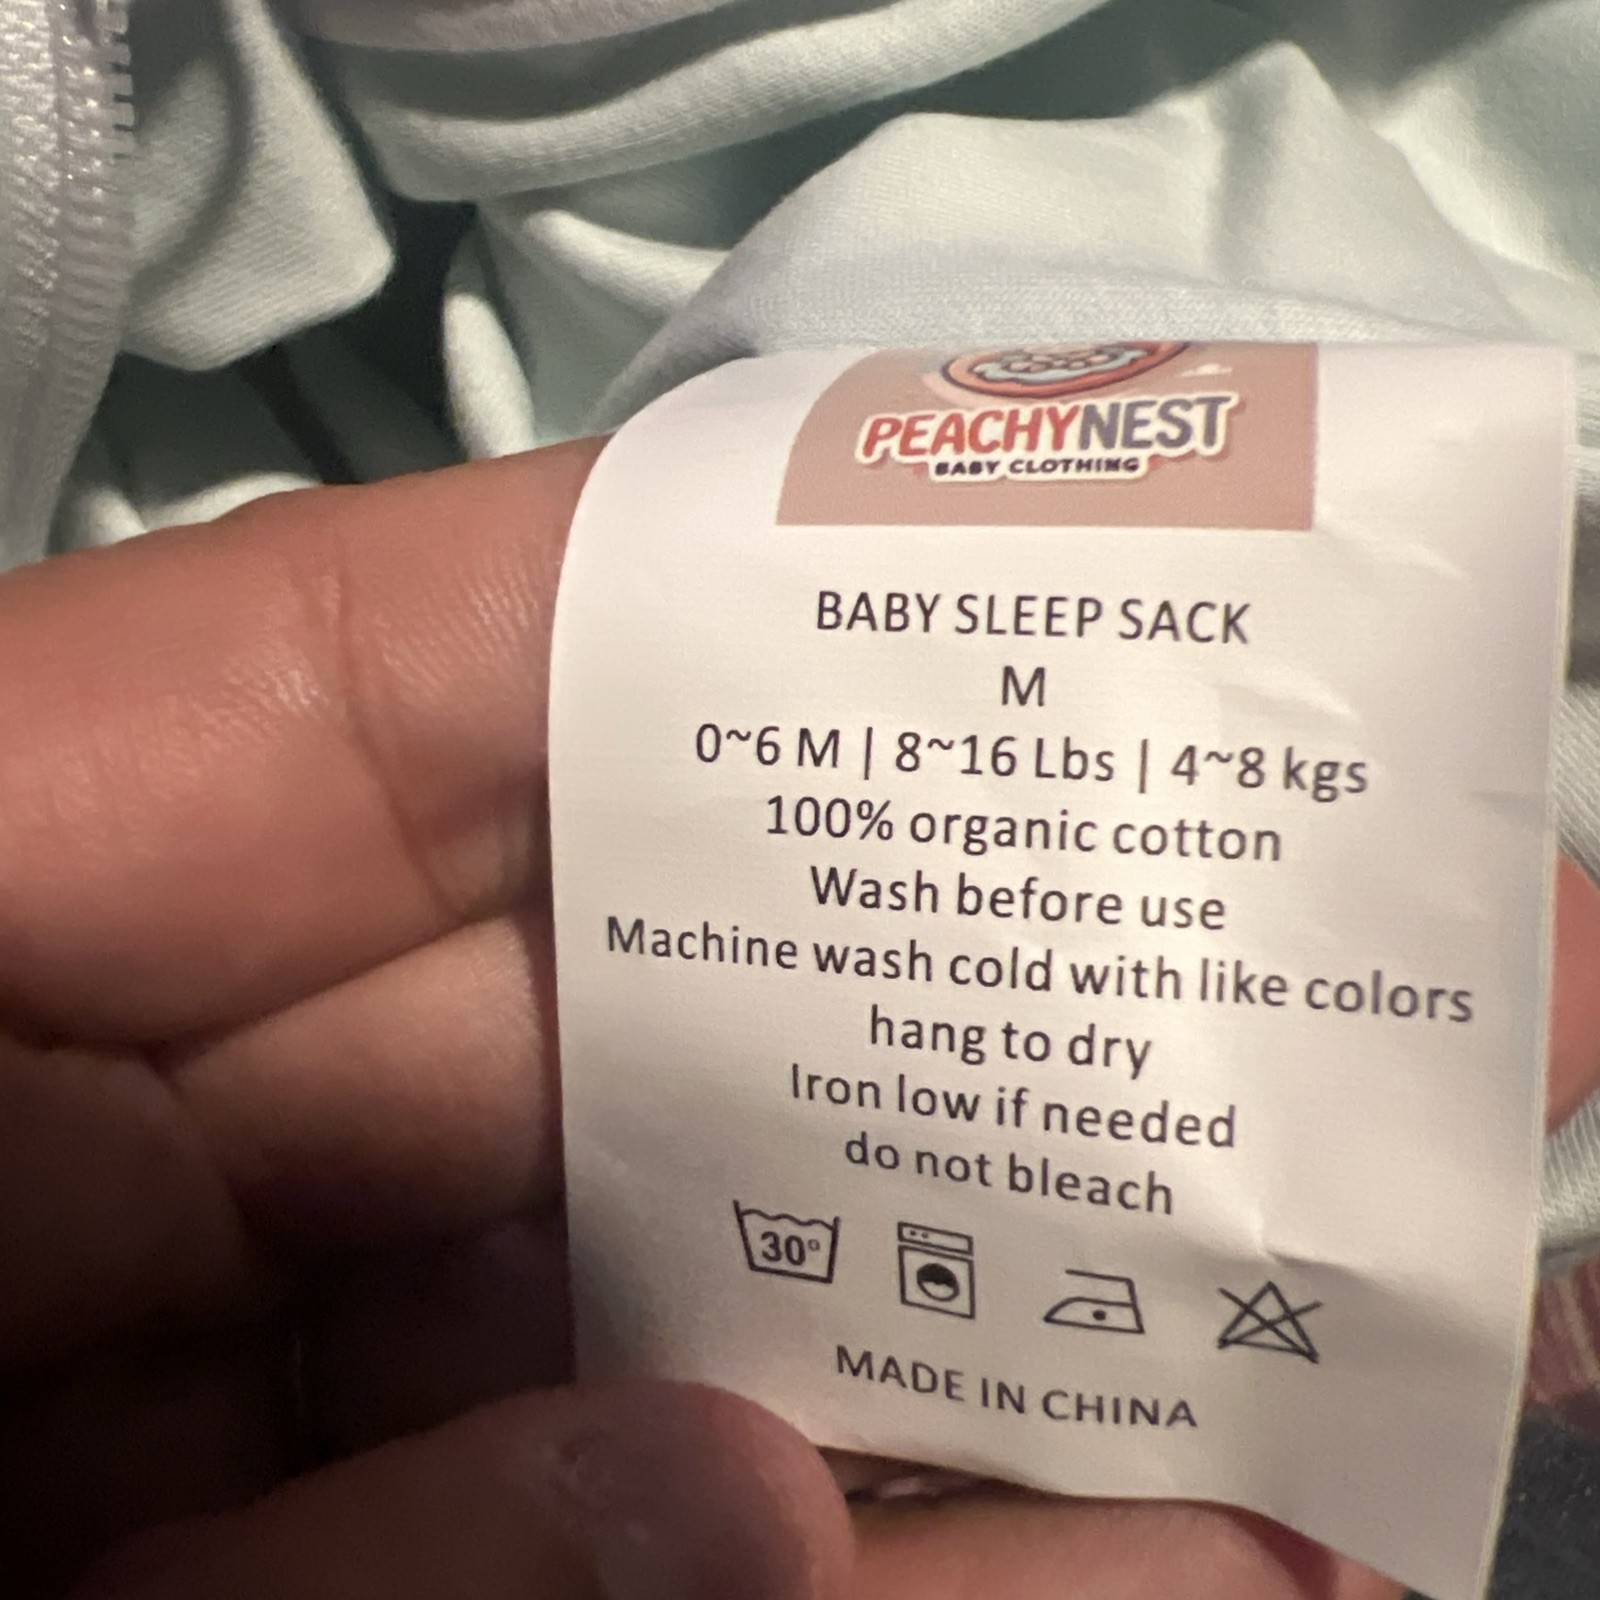 PEACHYNEST
BABY CLOTHING
BABY SLEEP SACK
M
0~6 M | 8~16 Lbs | 4~8 kgs
100% organic cotton
Wash before use
Machine wash cold with like colors
hang to dry
Iron low if needed
do not bleach
30°
MADE IN CHINA